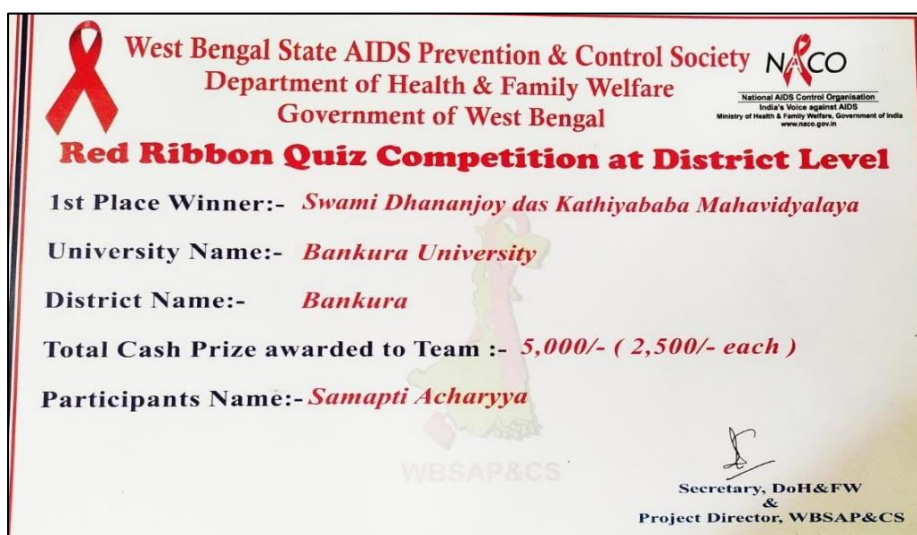 West Bengal State AIDS Prevention & Control Society
Department of Health & Family Welfare
Government of West Bengal
NACO
National AIDS Control Organisation
India's Voice against AIDS
Ministry of Health & Family Welfare, Government of India
www.naco.gov.in
Red Ribbon Quiz Competition at District Level
1st Place Winner:- Swami Dhananjoy das Kathiyababa Mahavidyalaya
University Name:- Bankura University
District Name:- Bankura
Total Cash Prize awarded to Team :- 5,000/- ( 2,500/- each )
Participants Name:- Samapti Acharyya
WBSAP&CS
Secretary, DoH&FW
&
Project Director, WBSAP&CS